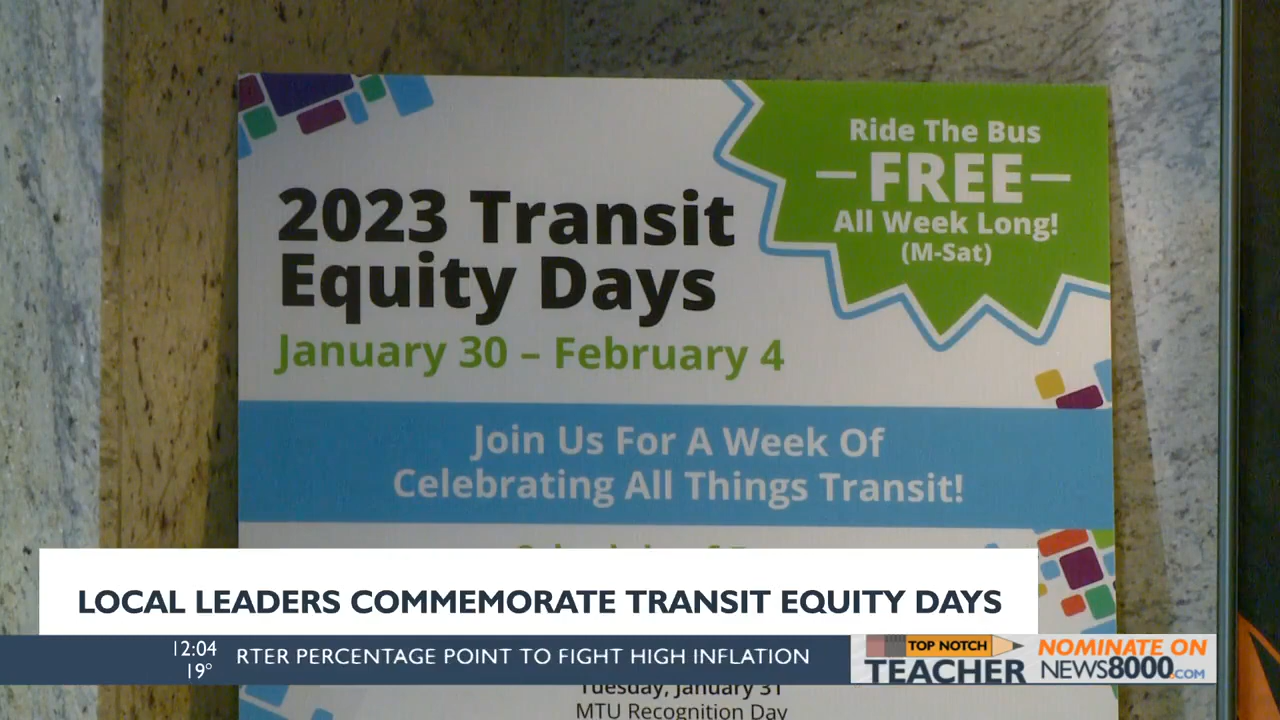 2023 Transit
Equity Days
January 30 – February 4
Ride The Bus
FREE
All Week Long!
(M-Sat)
Join Us For A Week Of
Celebrating All Things Transit!
LOCAL LEADERS COMMEMORATE TRANSIT EQUITY DAYS
12:04
19°
RTER PERCENTAGE POINT TO FIGHT HIGH INFLATION
TOP NOTCH
TEACHER
NOMINATE ON
NEWS8000.COM
Tuesday, January 31
MTU Recognition Day